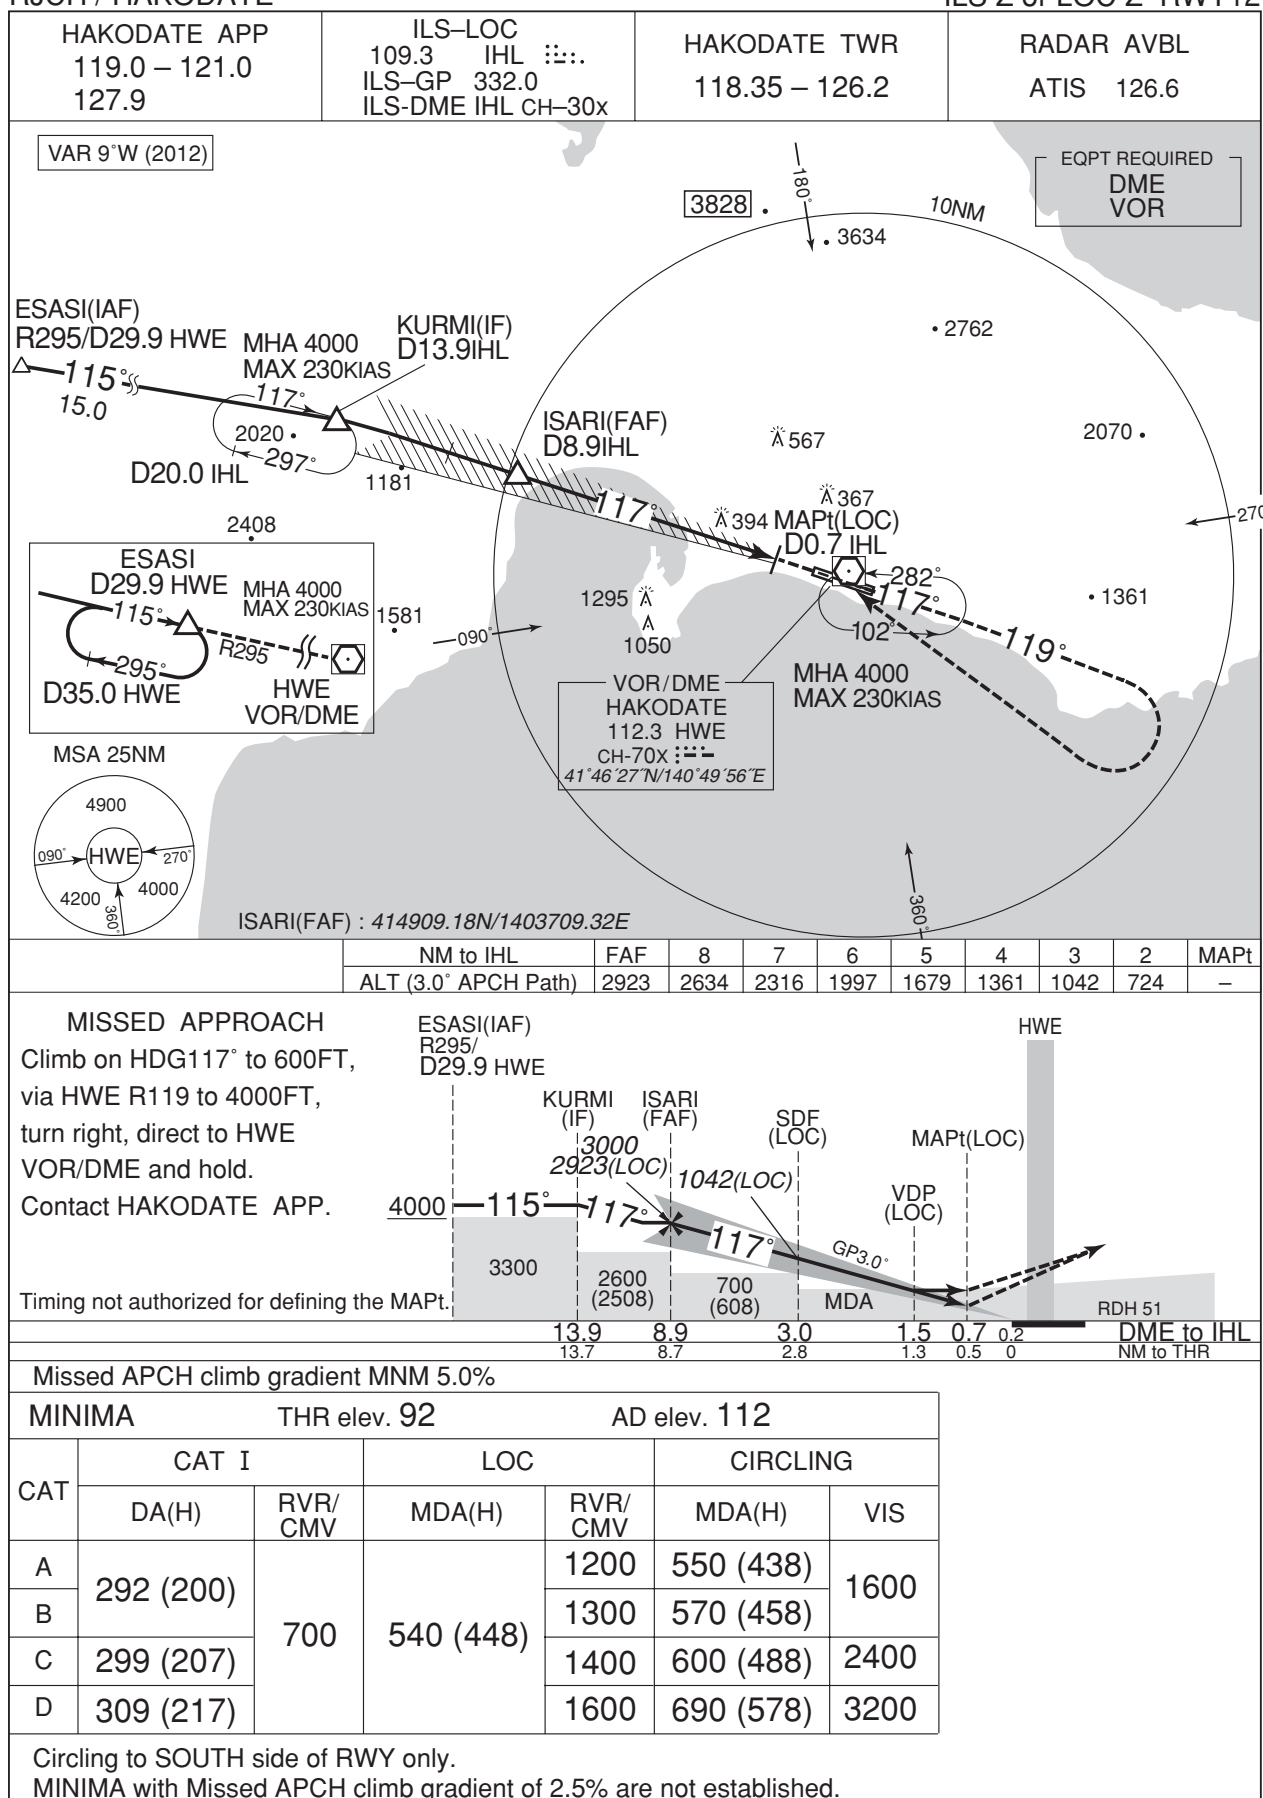 RJCH / HAKODATE
ILS Z or LOC Z RWY12
HAKODATE APP
119.0 – 121.0
127.9
ILS–LOC
109.3 IHL
ILS–GP 332.0
ILS-DME IHL CH–30x
HAKODATE TWR
118.35 – 126.2
RADAR AVBL
ATIS 126.6
VAR 9˚W (2012)
EQPT REQUIRED
DME
VOR
180˚
3828
10NM
3634
2762
ESASI(IAF)
R295/D29.9 HWE
115˚
15.0
MHA 4000
MAX 230KIAS
117˚
KURMI(IF)
D13.9IHL
2020
297˚
D20.0 IHL
1181
ISARI(FAF)
D8.9IHL
567
2070
117˚
367
394
MAPt(LOC)
D0.7 IHL
270
2408
282˚
117˚
119˚
102˚
1361
1295
1050
1581
090˚
ESASI
D29.9 HWE
MHA 4000
MAX 230KIAS
115˚
R295
295˚
D35.0 HWE
HWE
VOR/DME
MHA 4000
MAX 230KIAS
VOR/DME
HAKODATE
112.3 HWE
CH-70X
41˚46´27˝N/140˚49´56˝E
MSA 25NM
4900
090˚
HWE
270˚
4200
4000
360˚
360˚
ISARI(FAF) : 414909.18N/1403709.32E
NM to IHL FAF 8 7 6 5 4 3 2 MAPt
ALT (3.0˚ APCH Path) 2923 2634 2316 1997 1679 1361 1042 724 –
MISSED APPROACH
Climb on HDG117˚ to 600FT,
via HWE R119 to 4000FT,
turn right, direct to HWE
VOR/DME and hold.
Contact HAKODATE APP.
Timing not authorized for defining the MAPt.
ESASI(IAF)
R295/
D29.9 HWE
KURMI
(IF)
ISARI
(FAF)
3000
2923(LOC)
SDF
(LOC)
1042(LOC)
MAPt(LOC)
VDP
(LOC)
HWE
4000
115˚
117˚
117˚
GP3.0˚
3300
2600
(2508)
700
(608)
MDA
RDH 51
13.9 8.9 3.0 1.5 0.7 0.2 DME to IHL
13.7 8.7 2.8 1.3 0.5 0 NM to THR
Missed APCH climb gradient MNM 5.0%
MINIMA THR elev. 92 AD elev. 112
CAT
CAT I LOC CIRCLING
DA(H) RVR/CMV MDA(H) RVR/CMV MDA(H) VIS
A 292 (200) 700 540 (448) 1200 550 (438) 1600
B 1300 570 (458)
C 299 (207) 1400 600 (488) 2400
D 309 (217) 1600 690 (578) 3200
Circling to SOUTH side of RWY only.
MINIMA with Missed APCH climb gradient of 2.5% are not established.